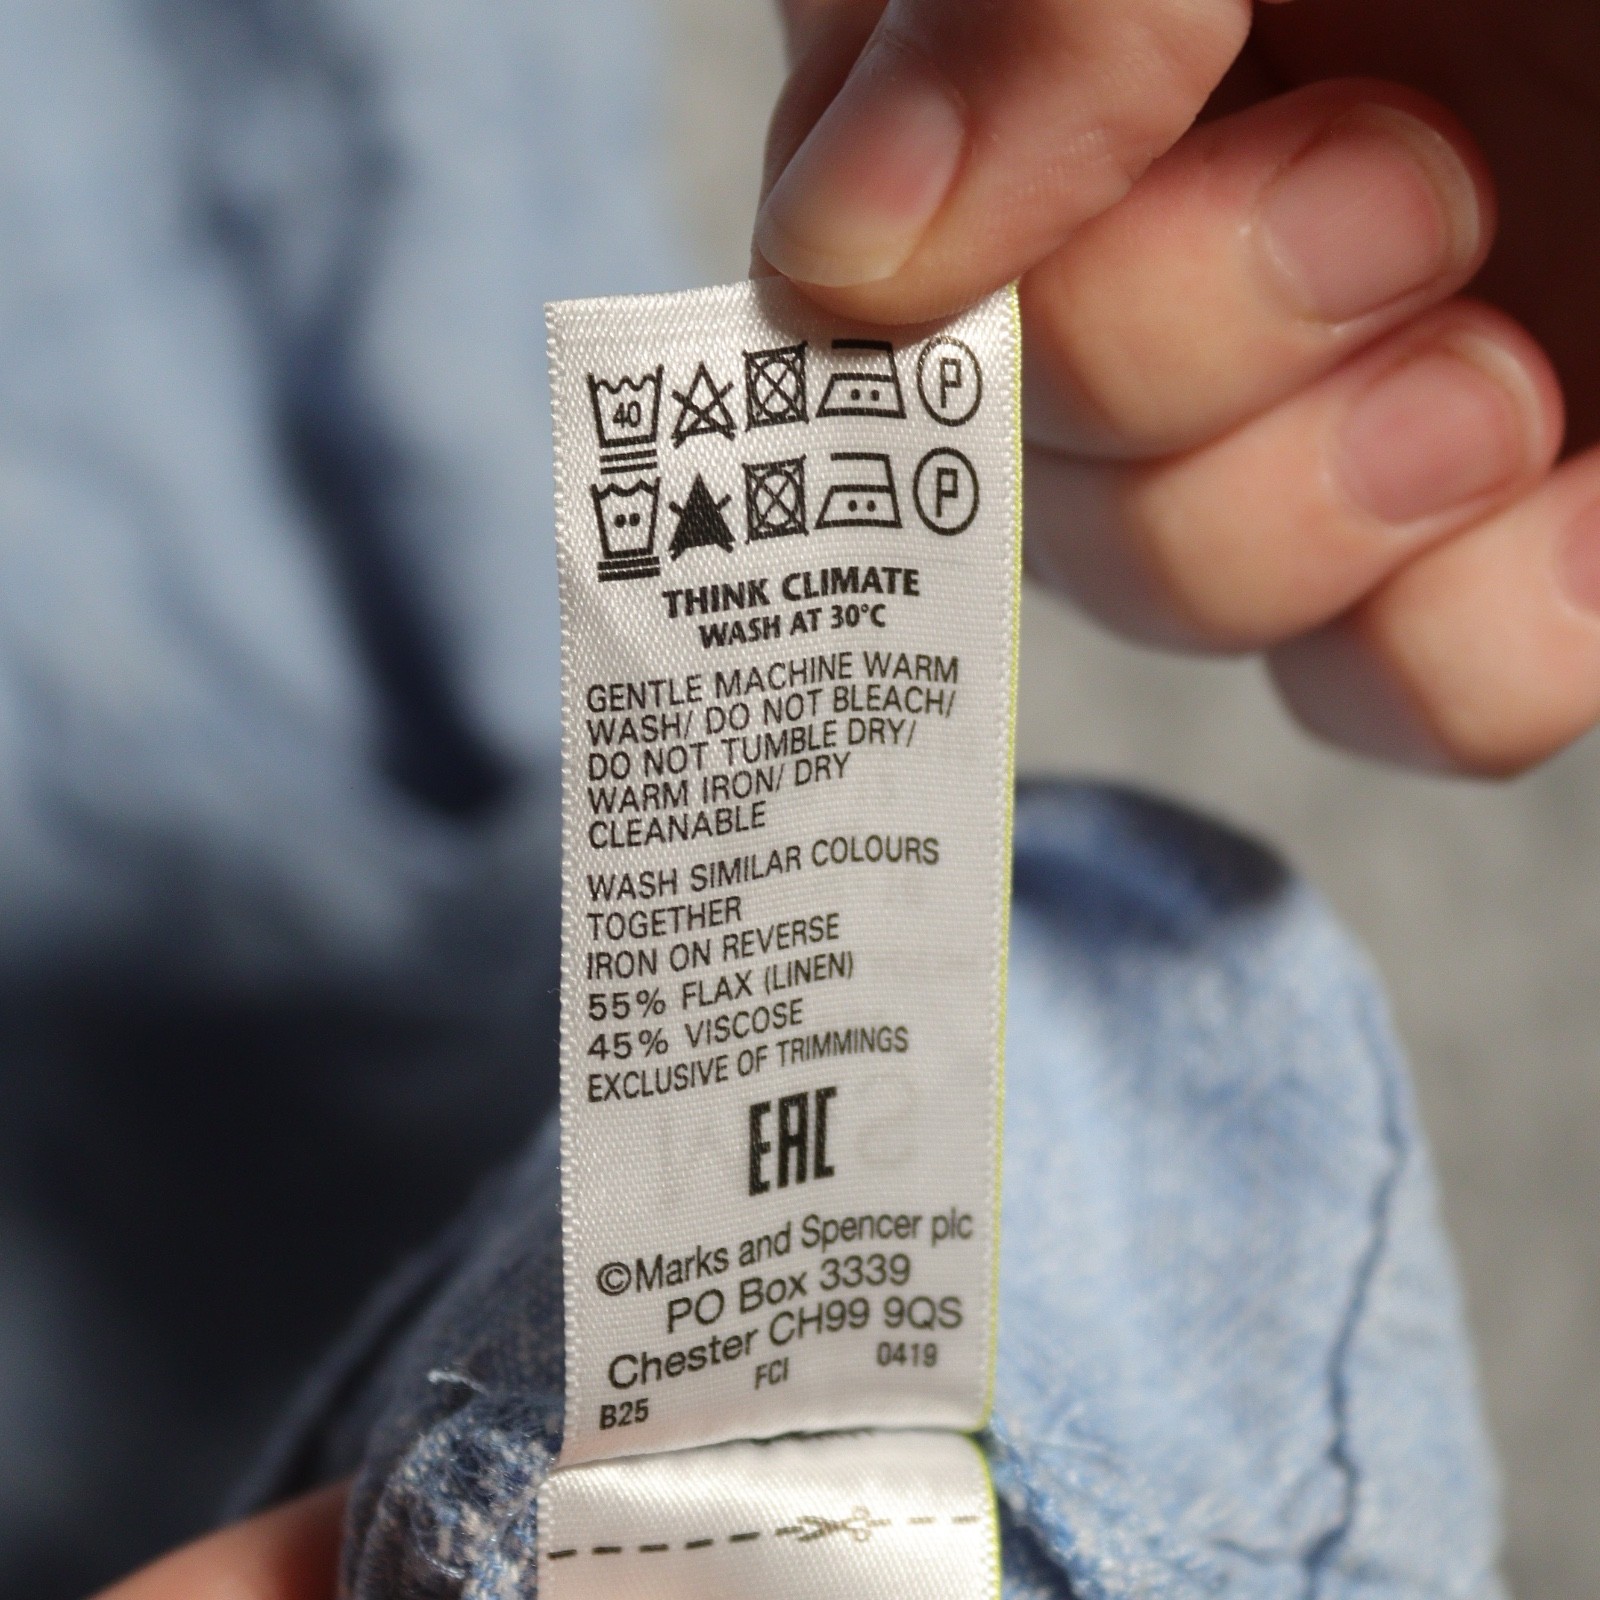 40
P
P
THINK CLIMATE
WASH AT 30°C
GENTLE MACHINE WARM
WASH/ DO NOT BLEACH/
DO NOT TUMBLE DRY/
WARM IRON/ DRY
CLEANABLE
WASH SIMILAR COLOURS
TOGETHER
IRON ON REVERSE
55% FLAX (LINEN)
45% VISCOSE
EXCLUSIVE OF TRIMMINGS
EAC
©Marks and Spencer plc
PO Box 3339
Chester CH99 9QS
B25 FCI 0419